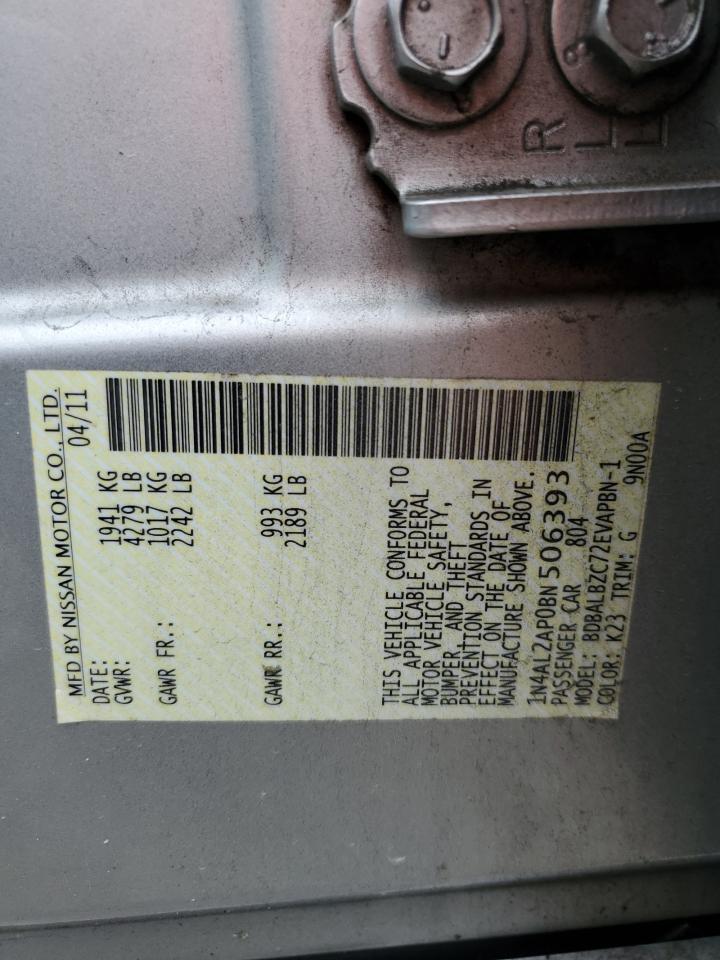 MFD BY NISSAN MOTOR CO., LTD.
DATE: 04/11
GVWR: 1941 KG
4279 LB
GAWR FR.: 1017 KG
2242 LB
GAWR RR.: 993 KG
2189 LB
THIS VEHICLE CONFORMS TO
ALL APPLICABLE FEDERAL
MOTOR VEHICLE SAFETY,
BUMPER, AND THEFT
PREVENTION STANDARDS IN
EFFECT ON THE DATE OF
MANUFACTURE SHOWN ABOVE.
1N4AL2AP0BN506393
PASSENGER CAR 804
MODEL: BDBALBZC72EVAPBN-1
COLOR: K23 TRIM: G 9N00A
R
L